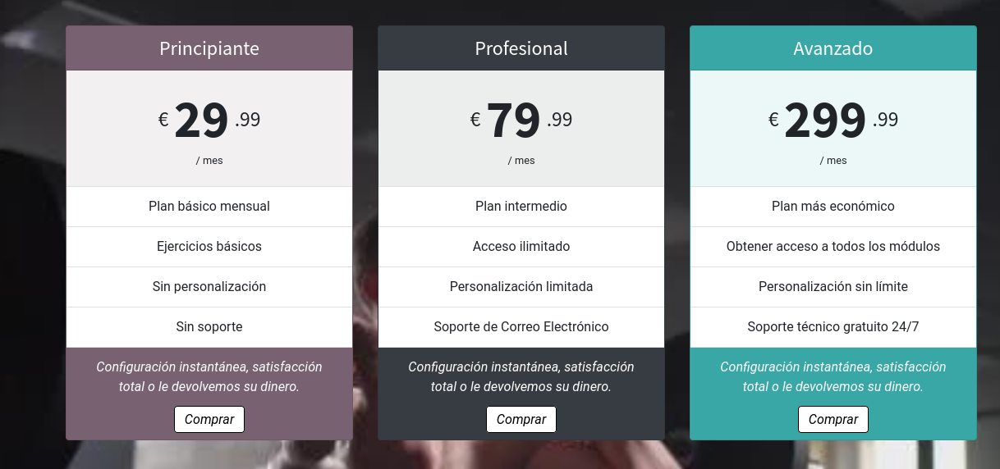 Principiante
€ 29 .99
/ mes
Plan básico mensual
Ejercicios básicos
Sin personalización
Sin soporte
Configuración instantánea, satisfacción
total o le devolvemos su dinero.
Comprar
Profesional
€ 79 .99
/ mes
Plan intermedio
Acceso ilimitado
Personalización limitada
Soporte de Correo Electrónico
Configuración instantánea, satisfacción
total o le devolvemos su dinero.
Comprar
Avanzado
€ 299 .99
/ mes
Plan más económico
Obtener acceso a todos los módulos
Personalización sin límite
Soporte técnico gratuito 24/7
Configuración instantánea, satisfacción
total o le devolvemos su dinero.
Comprar